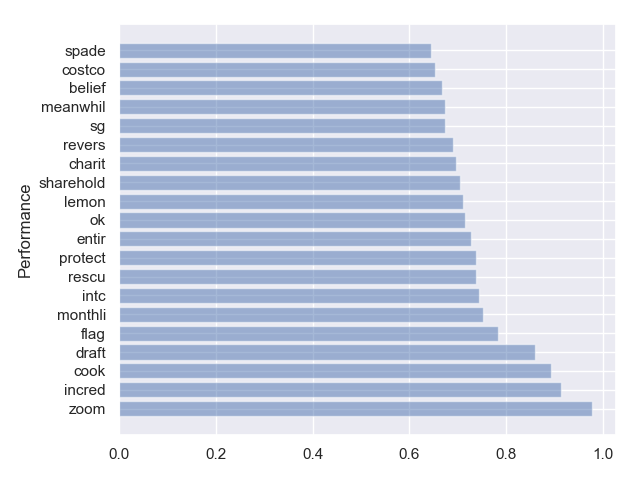 Performance
spade
costco
belief
meanwhil
sg
revers
charit
sharehold
lemon
ok
entir
protect
rescu
intc
monthli
flag
draft
cook
incred
zoom
0.0 0.2 0.4 0.6 0.8 1.0